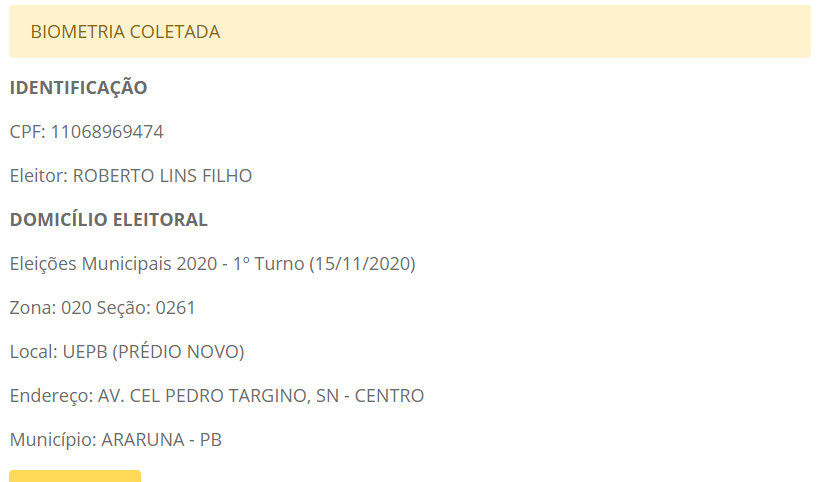 BIOMETRIA COLETADA
IDENTIFICAÇÃO
CPF: 11068969474
Eleitor: ROBERTO LINS FILHO
DOMICÍLIO ELEITORAL
Eleições Municipais 2020 - 1º Turno (15/11/2020)
Zona: 020 Seção: 0261
Local: UEPB (PRÉDIO NOVO)
Endereço: AV. CEL PEDRO TARGINO, SN - CENTRO
Município: ARARUNA - PB